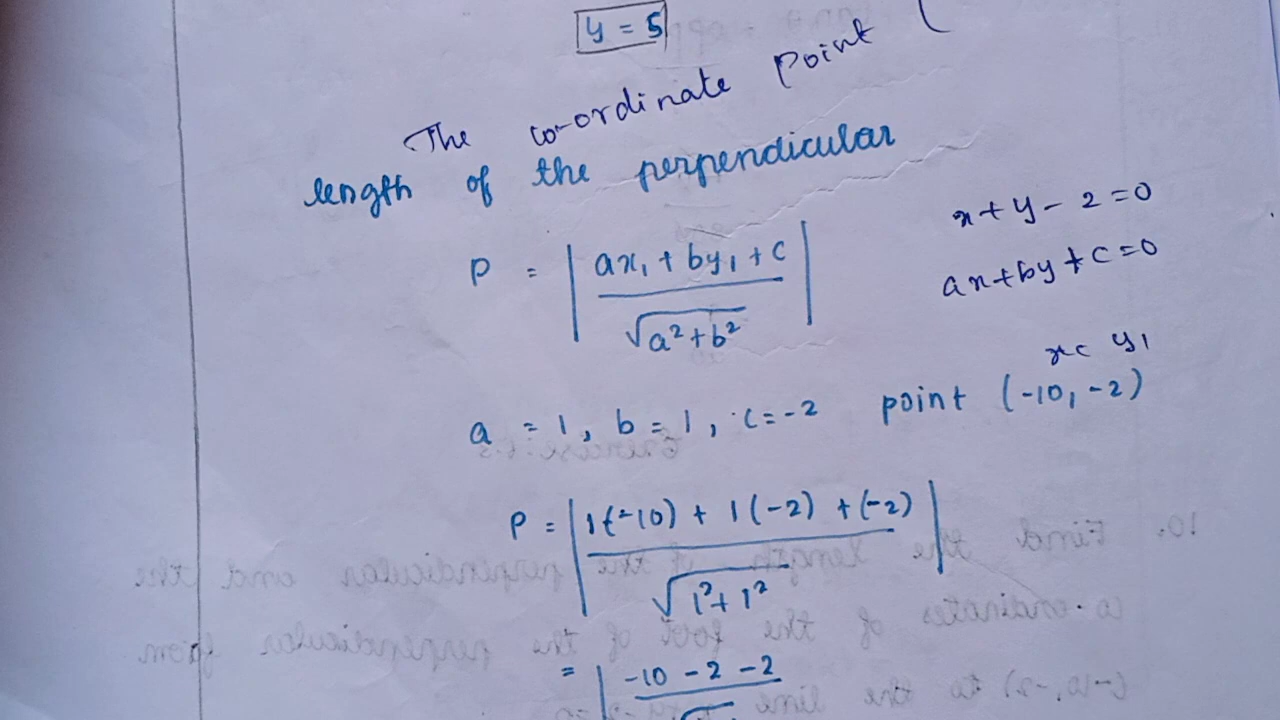 y = 5
The co-ordinate point (
length of the perpendicular
x + y - 2 = 0
P = | ax₁ + by₁ + c / √a²+b² |
ax + by + c = 0
y₁
a = 1, b = 1, c = -2 point (-10, -2)
P = | 1(-10) + 1(-2) + (-2) / √1²+1² |
= | -10 - 2 - 2